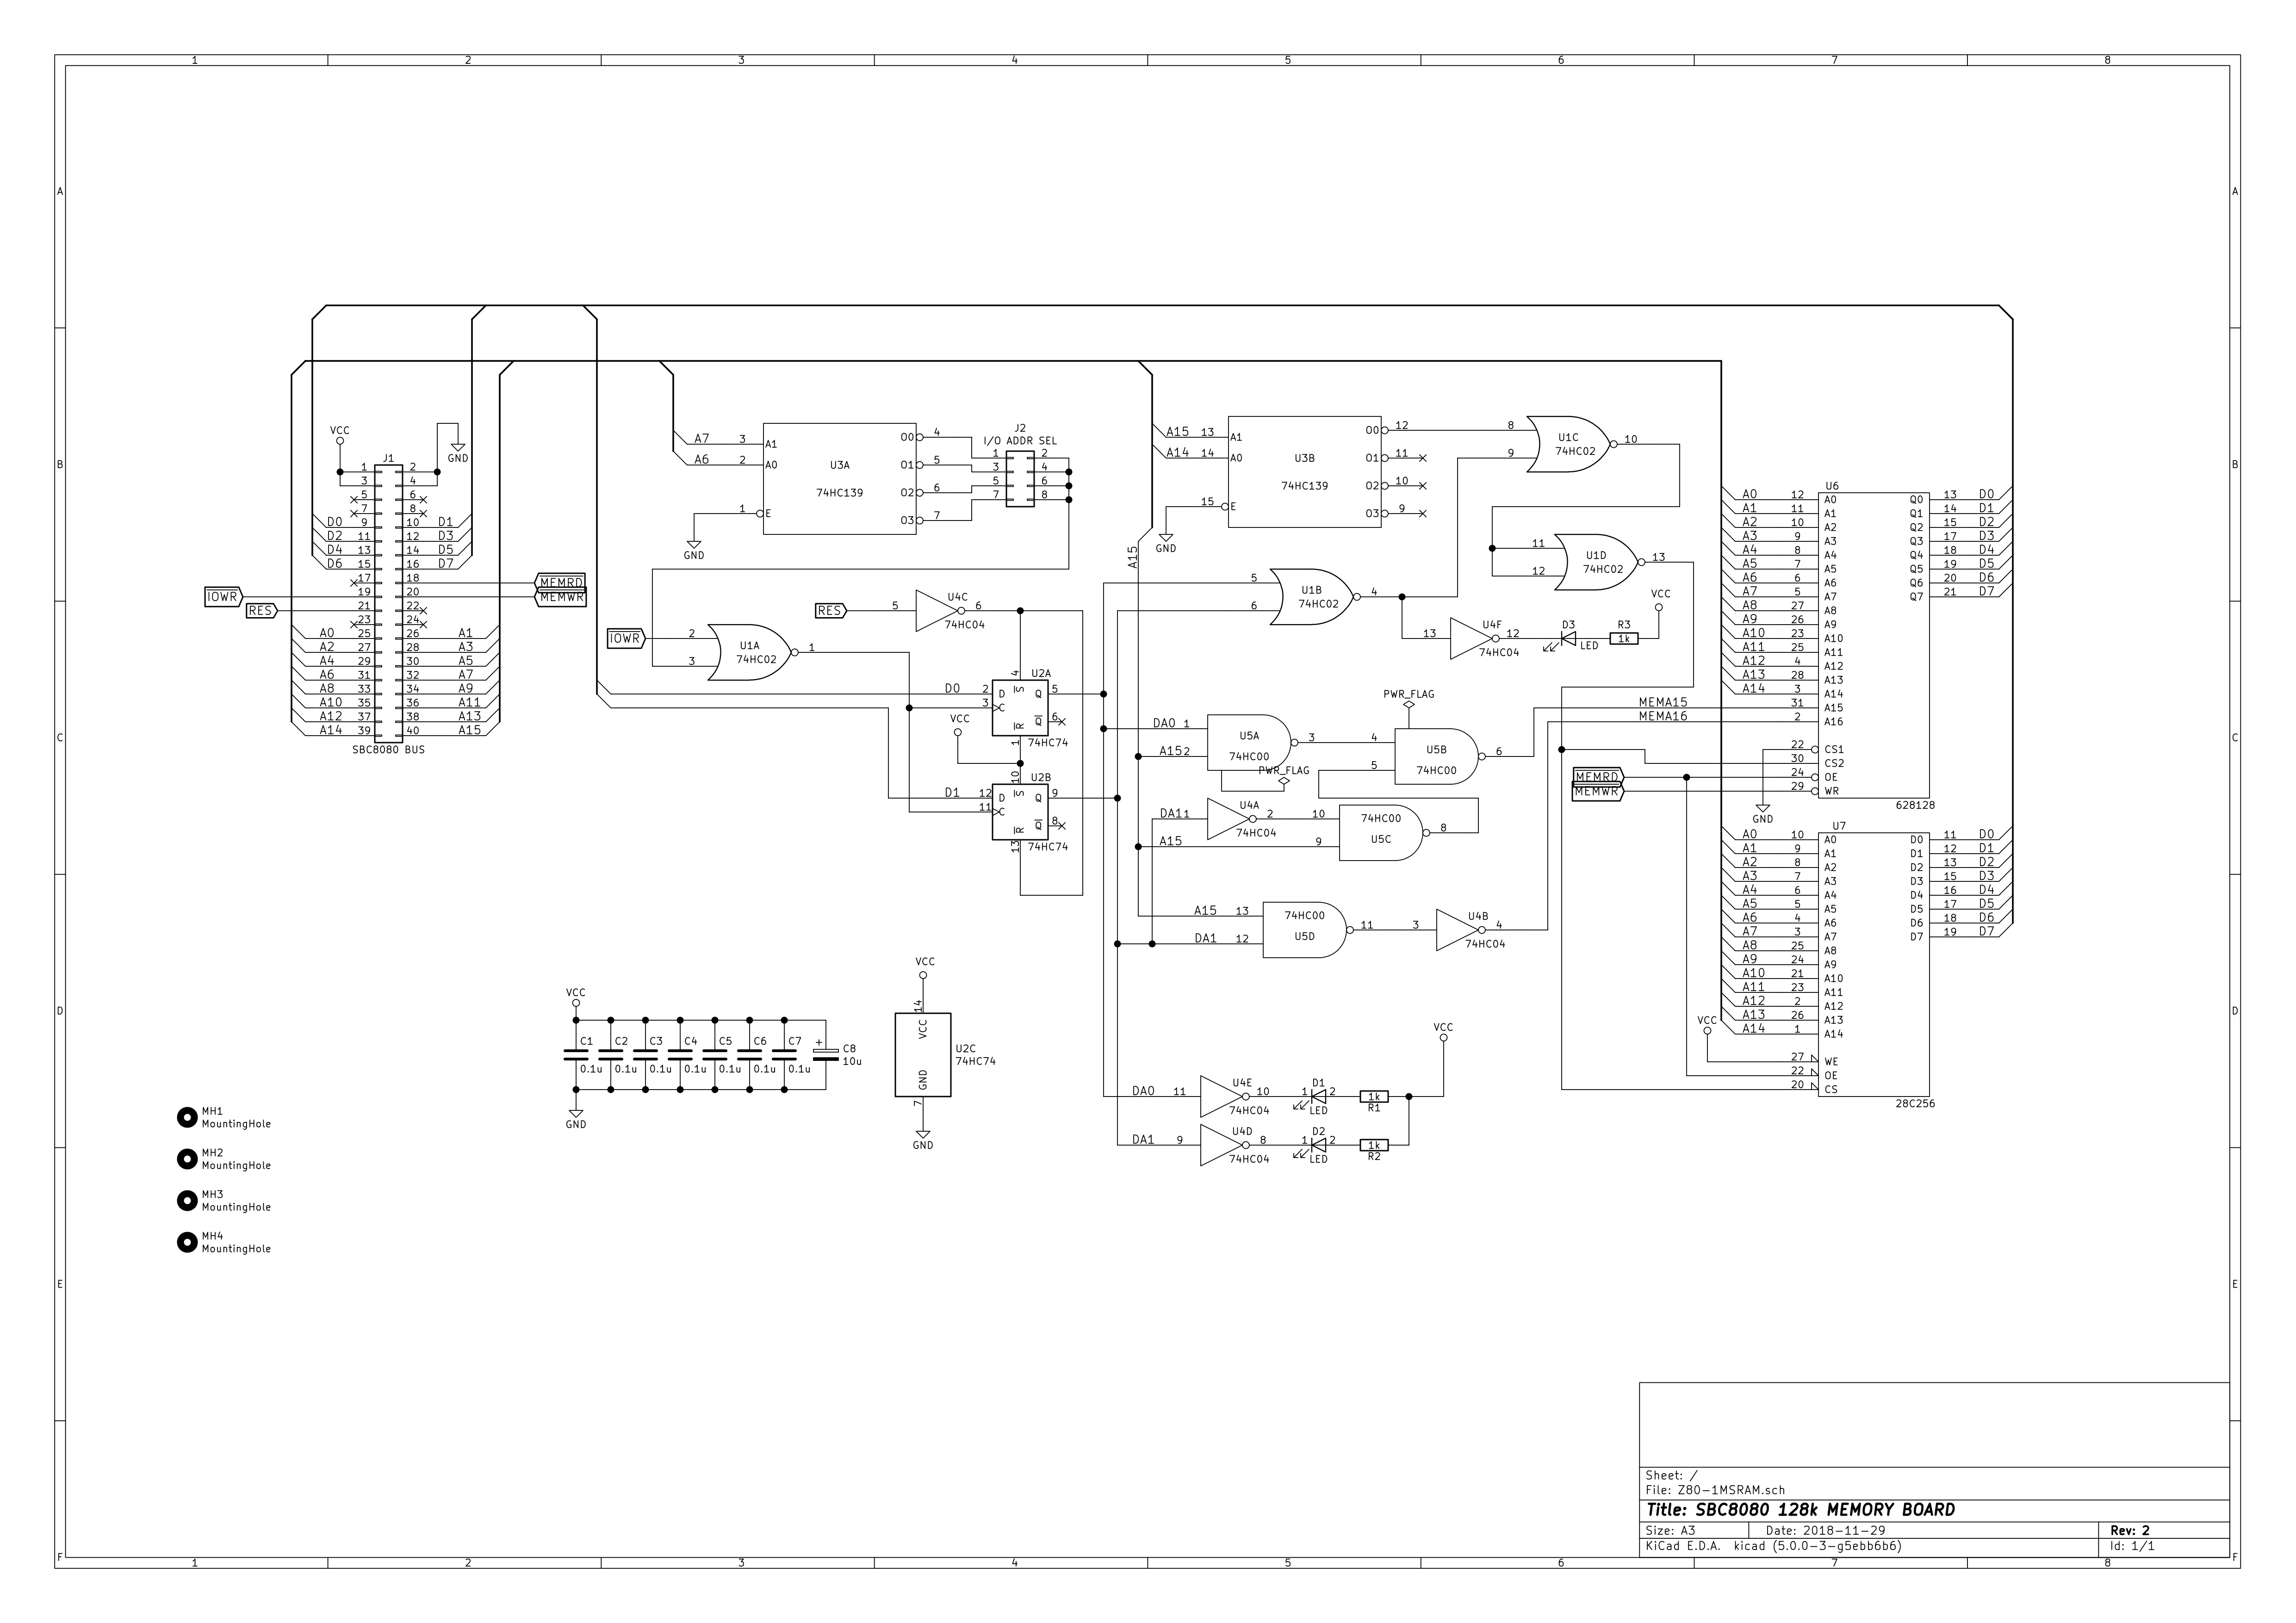 1 2 3 4 5 6 7 8
A A
B B
C C
D D
E E
F F
1 2 3 4 5 6 7 8
VCC
GND
J1
1 2
3 4
5 6
7 8
D0 9 10 D1
D2 11 12 D3
D4 13 14 D5
D6 15 16 D7
17 18 MEMRD
IOWR 19 20 MEMWR
RES 21 22
23 24
A0 25 26 A1
A2 27 28 A3
A4 29 30 A5
A6 31 32 A7
A8 33 34 A9
A10 35 36 A11
A12 37 38 A13
A14 39 40 A15
SBC8080 BUS
A7 3 A1 O0 4
A6 2 A0 U3A O1 5
74HC139 O2 6
1 E O3 7
GND
J2
I/O ADDR SEL
1 2
3 4
5 6
7 8
A15 13 A1 O0 12
A14 14 A0 U3B O1 11
74HC139 O2 10
15 E O3 9
GND
A15
8 U1C 10
9 74HC02
11 U1D 13
12 74HC02
5 U1B 4
6 74HC02
13 U4F 12
74HC04
D3
LED
R3
1k
VCC
RES 5 U4C 6
74HC04
IOWR 2 U1A 1
3 74HC02
U2A
4 S
D0 2 D Q 5
3 C Q 6
R 1
74HC74
VCC
U2B
10 S
D1 12 D Q 9
11 C Q 8
R 13
74HC74
DA0 1 U5A 3
A15 2 74HC00
PWR_FLAG
PWR_FLAG
4 U5B 6
5 74HC00
DA1 1 U4A 2
74HC04
10 74HC00 8
A15 9 U5C
A15 13 74HC00 11
DA1 12 U5D
3 U4B 4
74HC04
MEMA15
MEMA16
U6
A0 12 A0 Q0 13 D0
A1 11 A1 Q1 14 D1
A2 10 A2 Q2 15 D2
A3 9 A3 Q3 17 D3
A4 8 A4 Q4 18 D4
A5 7 A5 Q5 19 D5
A6 6 A6 Q6 20 D6
A7 5 A7 Q7 21 D7
A8 27 A8
A9 26 A9
A10 23 A10
A11 25 A11
A12 4 A12
A13 28 A13
A14 3 A14
31 A15
2 A16
22 CS1
30 CS2
MEMRD 24 OE
MEMWR 29 WR
628128
GND
U7
A0 10 A0 D0 11 D0
A1 9 A1 D1 12 D1
A2 8 A2 D2 13 D2
A3 7 A3 D3 15 D3
A4 6 A4 D4 16 D4
A5 5 A5 D5 17 D5
A6 4 A6 D6 18 D6
A7 3 A7 D7 19 D7
A8 25 A8
A9 24 A9
A10 21 A10
A11 23 A11
A12 2 A12
A13 26 A13
A14 1 A14
VCC
27 WE
22 OE
20 CS
28C256
VCC
C1 C2 C3 C4 C5 C6 C7 C8
0.1u 0.1u 0.1u 0.1u 0.1u 0.1u 0.1u 10u
+
GND
VCC
14
VCC
U2C
74HC74
GND
7
GND
VCC
DA0 11 U4E 10 1 D1 2 1k
74HC04 LED R1
DA1 9 U4D 8 1 D2 2 1k
74HC04 LED R2
MH1
MountingHole
MH2
MountingHole
MH3
MountingHole
MH4
MountingHole
Sheet: /
File: Z80-1MSRAM.sch
Title: SBC8080 128k MEMORY BOARD
Size: A3 Date: 2018-11-29 Rev: 2
KiCad E.D.A. kicad (5.0.0-3-g5ebb6b6) Id: 1/1